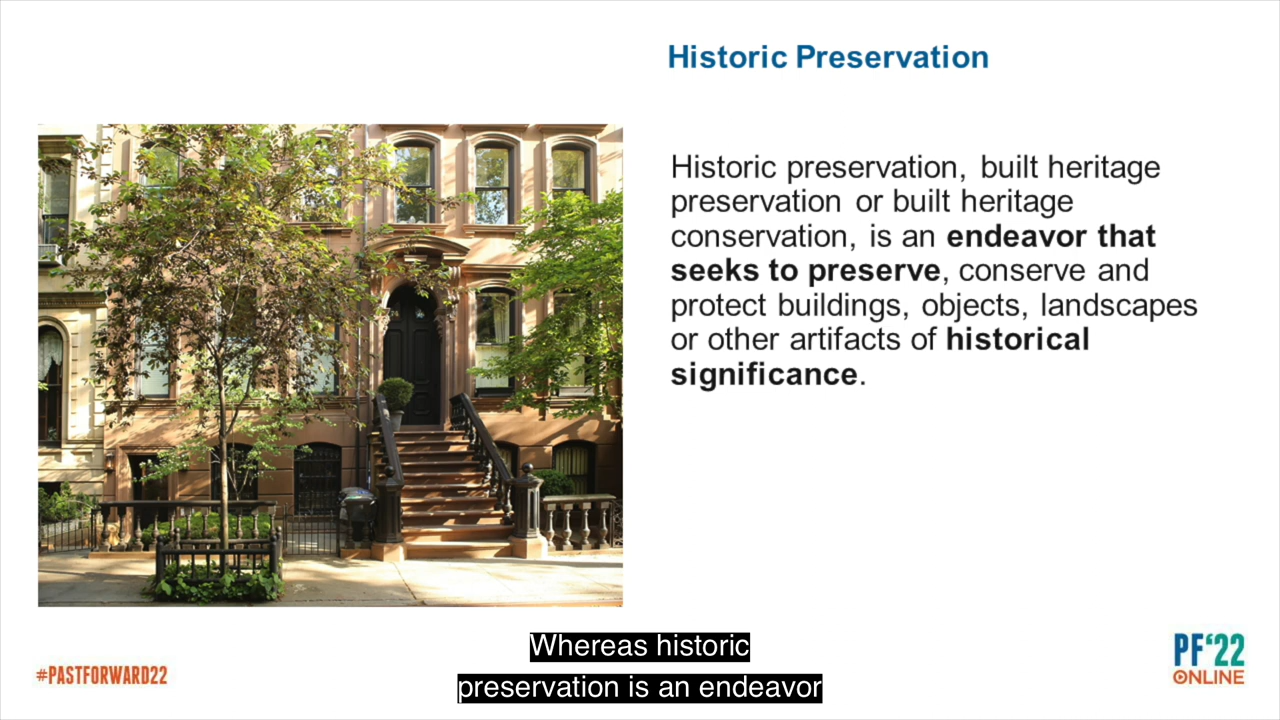 Historic Preservation
Historic preservation, built heritage
preservation or built heritage
conservation, is an endeavor that
seeks to preserve, conserve and
protect buildings, objects, landscapes
or other artifacts of historical
significance.
Whereas historic
preservation is an endeavor
#PASTFORWARD22
PF‘22
ONLINE